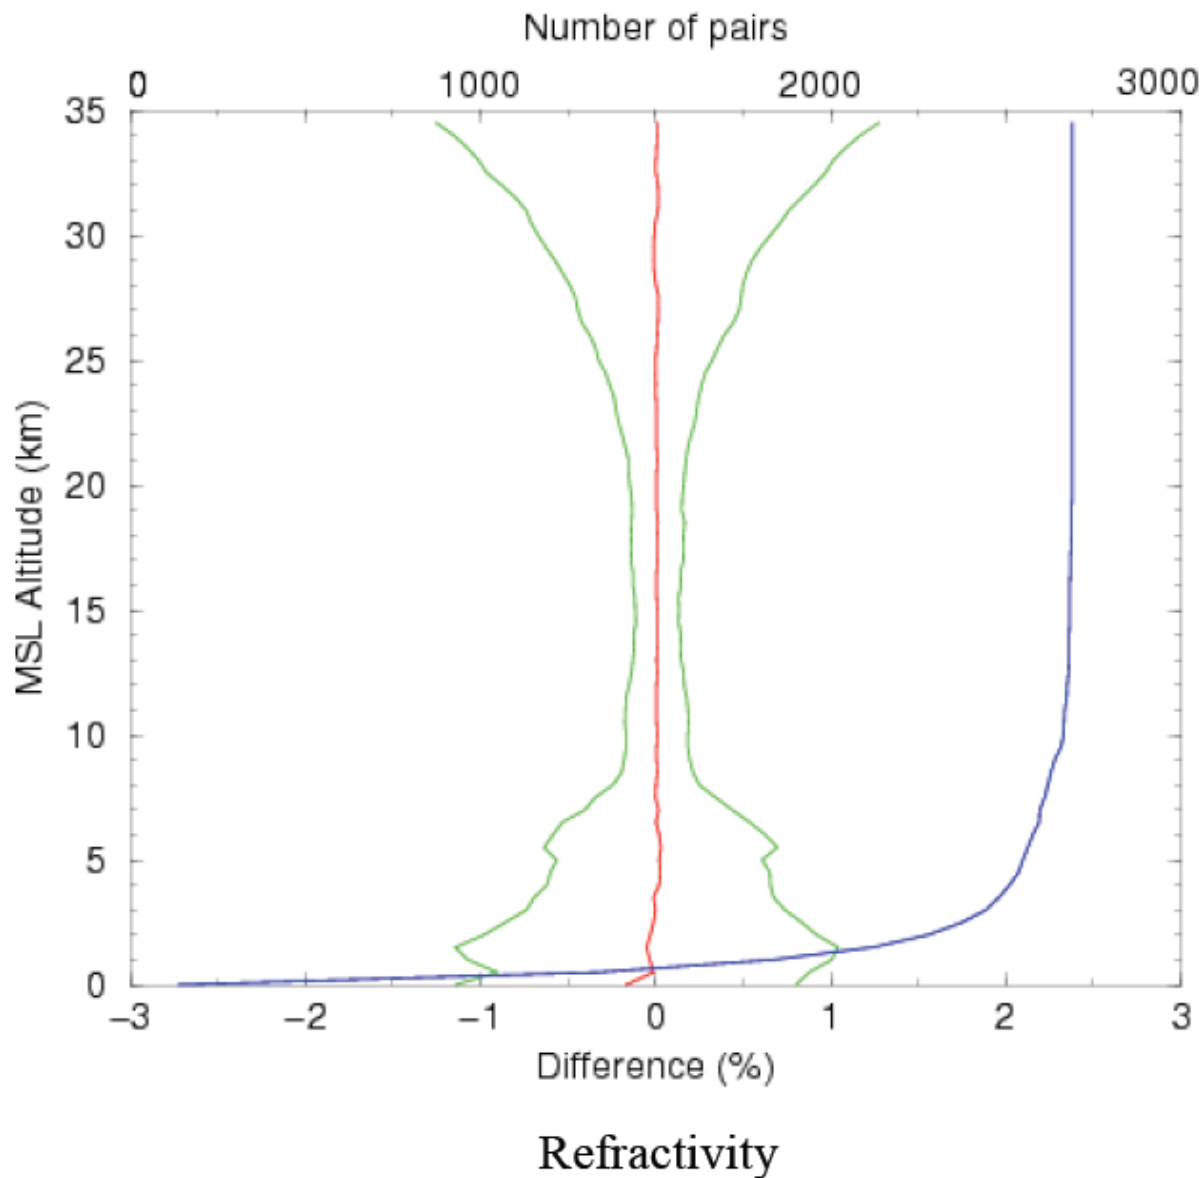 Number of pairs
0 1000 2000 3000
35
30
25
20
15
10
5
0
MSL Altitude (km)
−3 −2 −1 0 1 2 3
Difference (%)
Refractivity